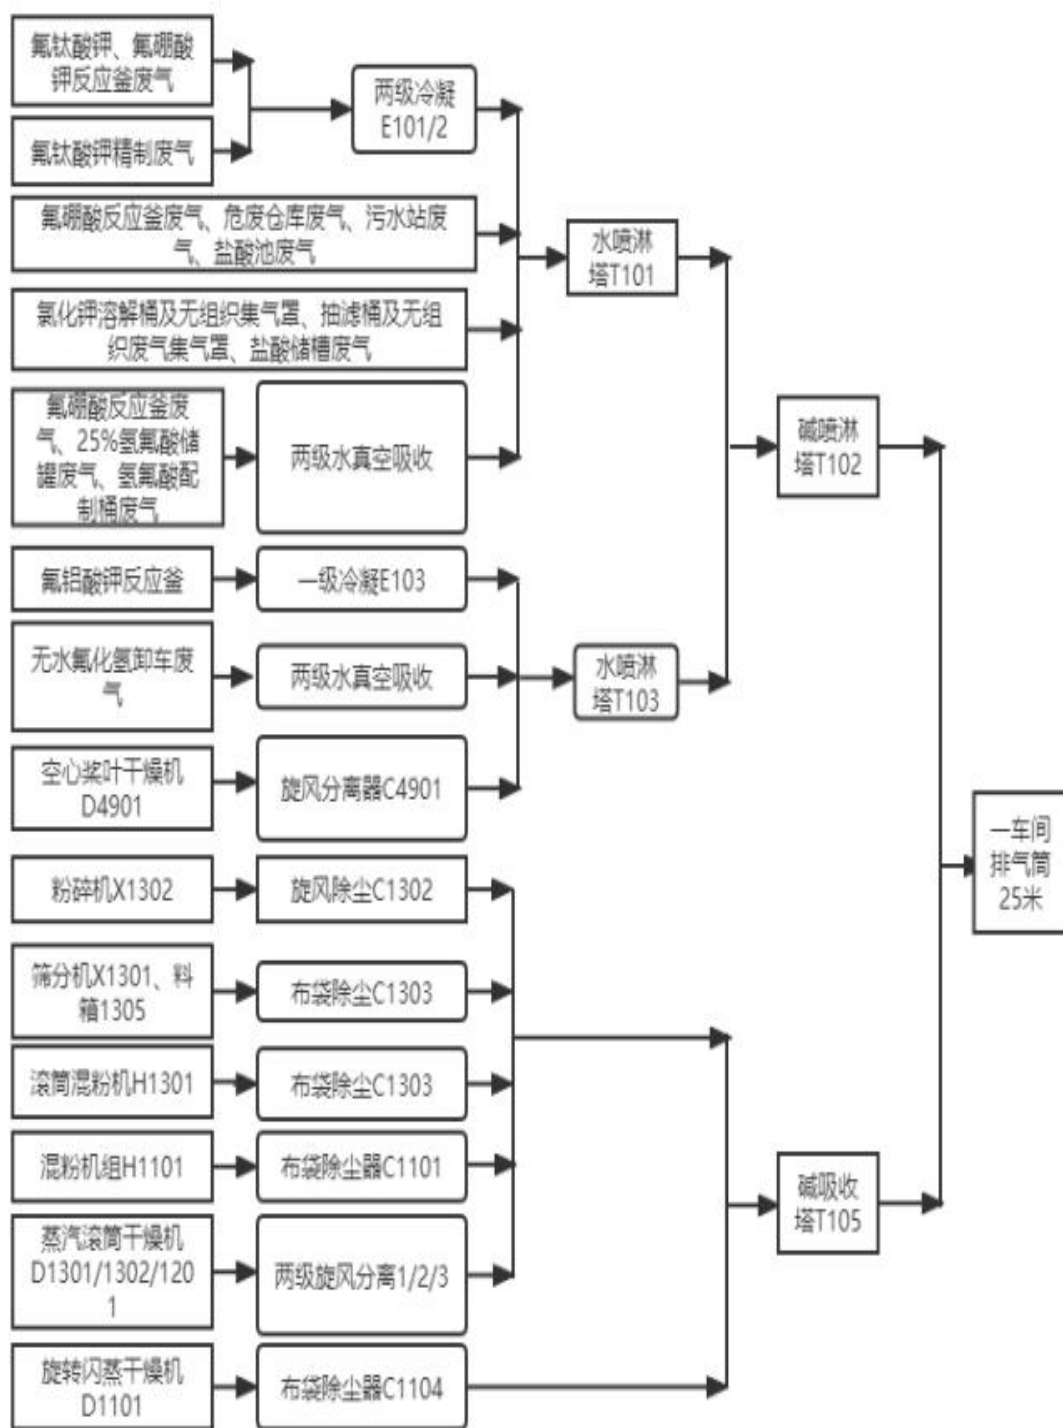 氟钛酸钾、氟硼酸
钾反应釜废气
两级冷凝
E101/2
氟钛酸钾精制废气
氟硼酸反应釜废气、危废仓库废气、污水站废
气、盐酸池废气
水喷淋
塔T101
氯化钾溶解桶及无组织集气罩、抽滤桶及无组
织废气集气罩、盐酸储槽废气
氟硼酸反应釜废
气、25%氢氟酸储
罐废气、氢氟酸配
制桶废气
两级水真空吸收
碱喷淋
塔T102
氟铝酸钾反应釜
一级冷凝E103
无水氟化氢卸车废
气
两级水真空吸收
水喷淋
塔T103
空心桨叶干燥机
D4901
旋风分离器C4901
一车间
排气筒
25米
粉碎机X1302
旋风除尘C1302
筛分机X1301、料
箱1305
布袋除尘C1303
滚筒混粉机H1301
布袋除尘C1303
混粉机组H1101
布袋除尘器C1101
碱吸收
塔T105
蒸汽滚筒干燥机
D1301/1302/120
1
两级旋风分离1/2/3
旋转闪蒸干燥机
D1101
布袋除尘器C1104